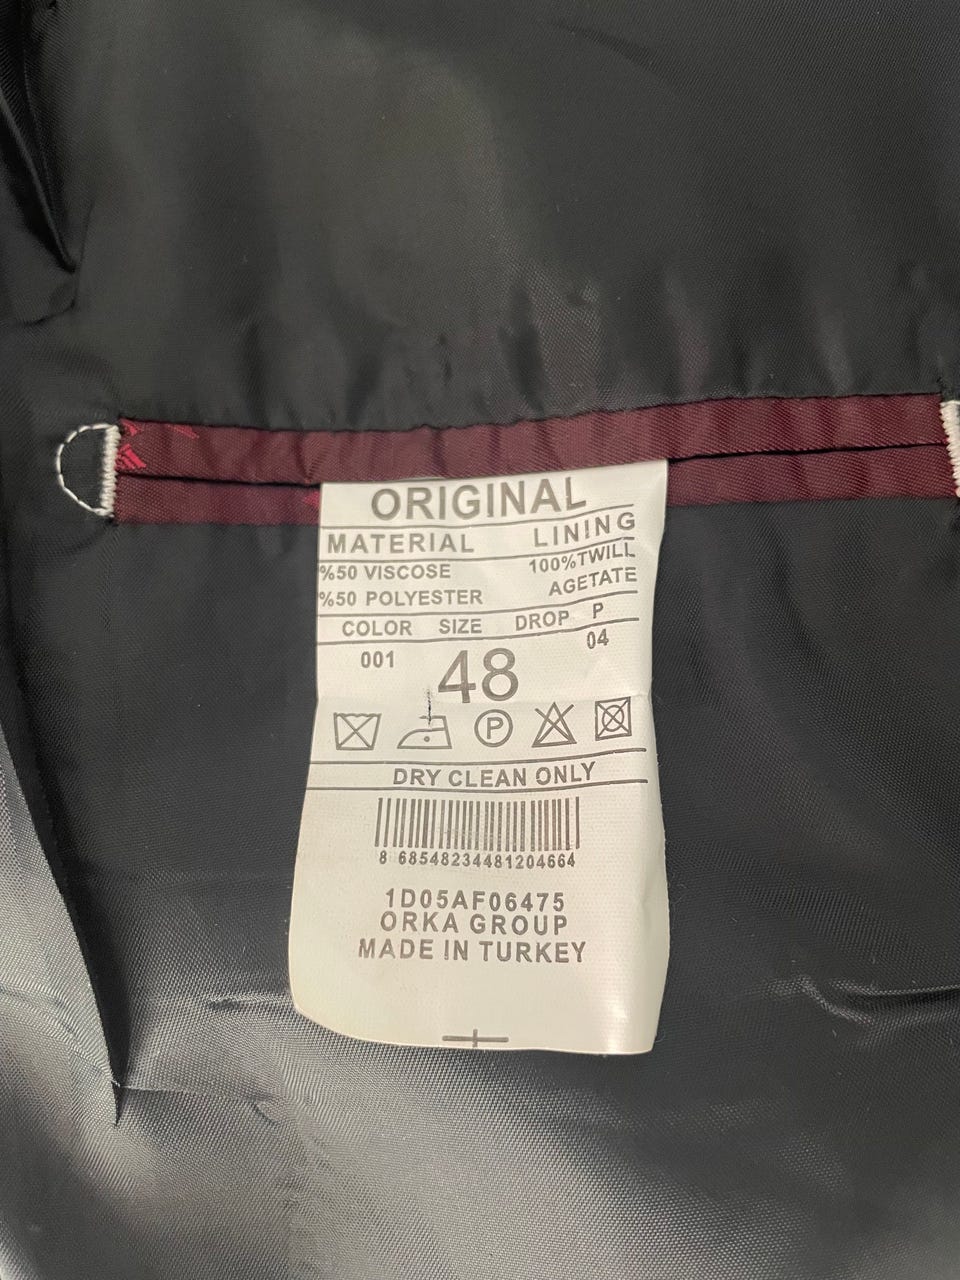 ORIGINAL
MATERIAL LINING
%50 VISCOSE 100%TWILL
%50 POLYESTER AGETATE
COLOR SIZE DROP P
001 48 04
P
DRY CLEAN ONLY
8 68548234481204664
1D05AF06475
ORKA GROUP
MADE IN TURKEY